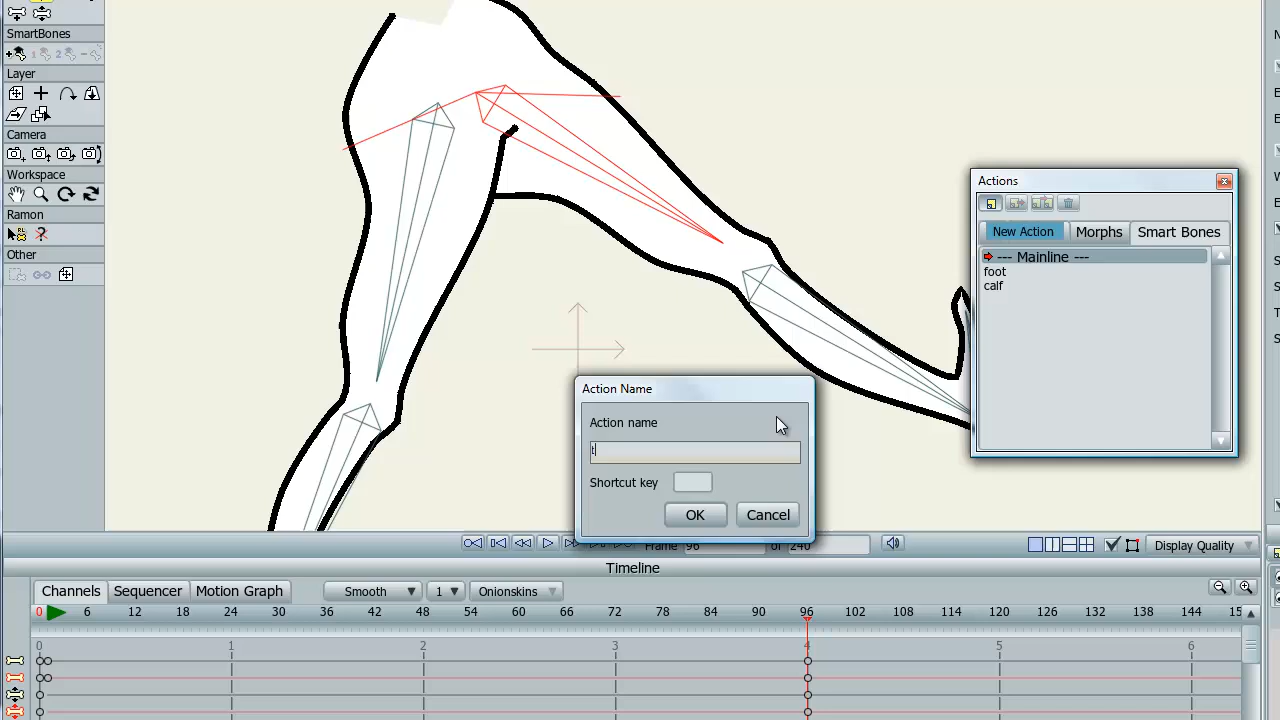 SmartBones
Layer
Camera
Workspace
Ramon
Other
Actions
New Action
Morphs
Smart Bones
--- Mainline ---
foot
calf
Action Name
Action name
t
Shortcut key
OK
Cancel
Frame 96 of 240
Display Quality
Timeline
Channels Sequencer Motion Graph Smooth 1 Onionskins
0 6 12 18 24 30 36 42 48 54 60 66 72 78 84 90 96 102 108 114 120 126 132 138 144 15
0 1 2 3 4 5 6